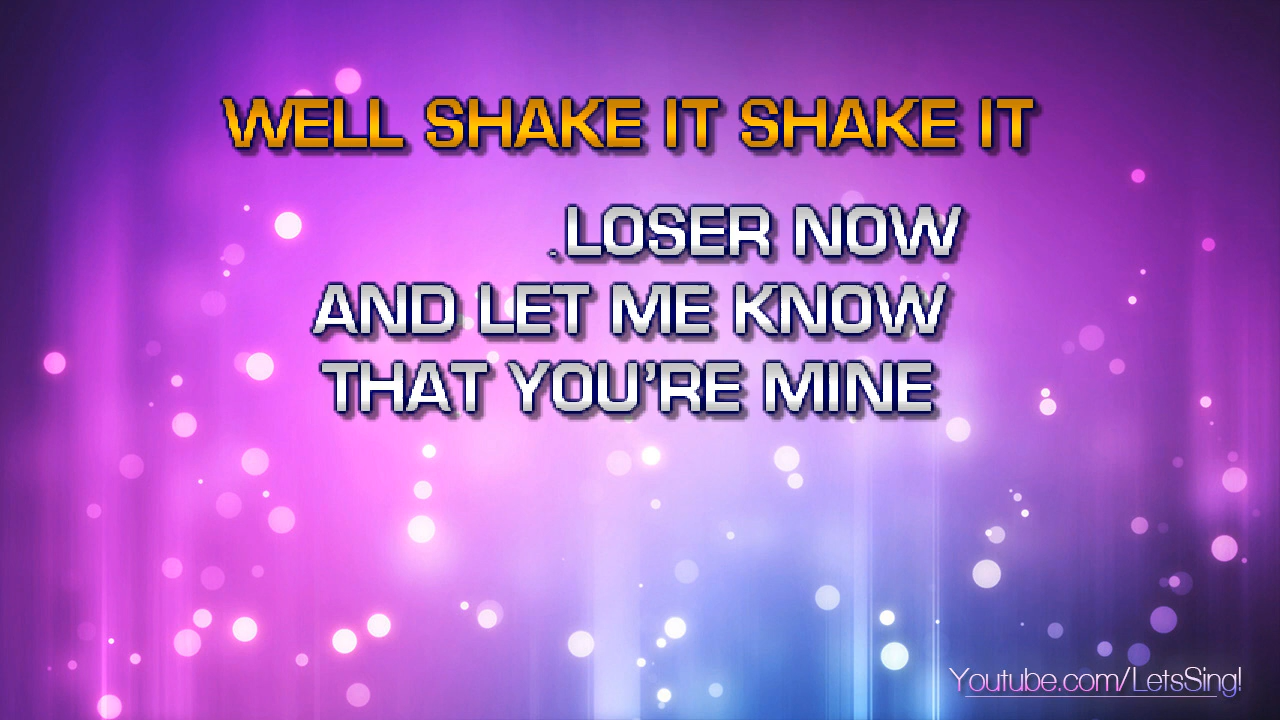 WELL SHAKE IT SHAKE IT
.LOSER NOW
AND LET ME KNOW
THAT YOU'RE MINE
Youtube.com/LetsSing!